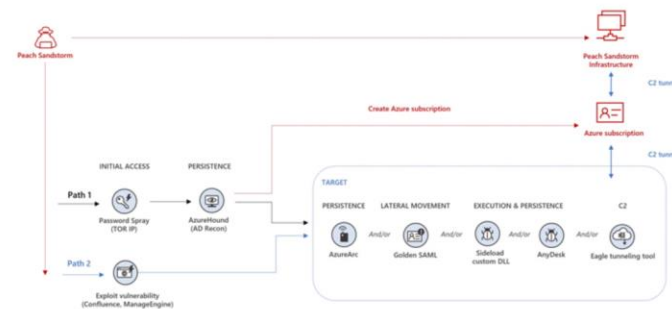 Peach Sandstorm
Peach Sandstorm
Infrastructure
C2 tunn
Create Azure subscription
Azure subscription
C2 tunn
INITIAL ACCESS
PERSISTENCE
TARGET
Path 1
Password Spray
(TOR IP)
AzureHound
(AD Recon)
PERSISTENCE
LATERAL MOVEMENT
EXECUTION & PERSISTENCE
C2
And/or
And/or
And/or
And/or
AzureArc
Golden SAML
Sideload
custom DLL
AnyDesk
Eagle tunneling tool
Path 2
Exploit vulnerability
(Confluence, ManageEngine)